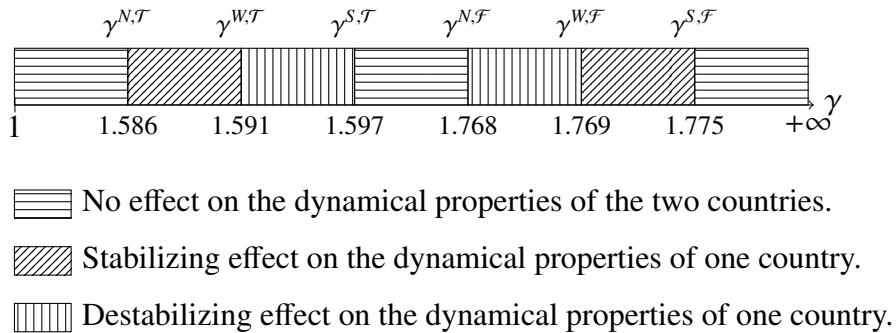 γ^{N,𝒯} γ^{W,𝒯} γ^{S,𝒯} γ^{N,ℱ} γ^{W,ℱ} γ^{S,ℱ}
γ
1 1.586 1.591 1.597 1.768 1.769 1.775 +∞
No effect on the dynamical properties of the two countries.
Stabilizing effect on the dynamical properties of one country.
Destabilizing effect on the dynamical properties of one country.